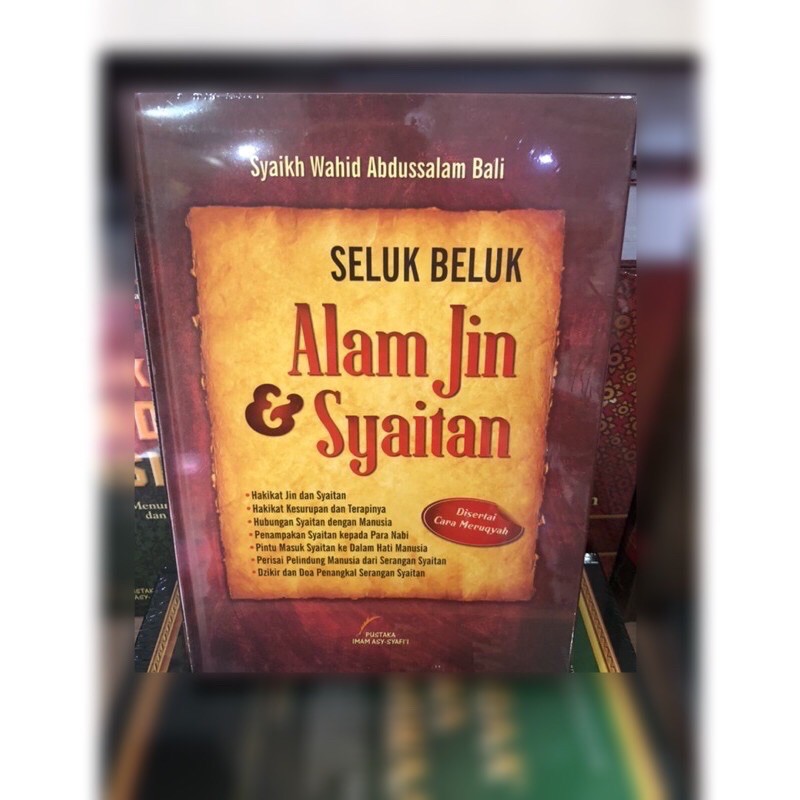 Syaikh Wahid Abdussalam Bali
SELUK BELUK
Alam Jin
& Syaitan
• Hakikat Jin dan Syaitan
• Hakikat Kesurupan dan Terapinya
• Hubungan Syaitan dengan Manusia
• Penampakan Syaitan kepada Para Nabi
• Pintu Masuk Syaitan ke Dalam Hati Manusia
• Perisai Pelindung Manusia dari Serangan Syaitan
• Dzikir dan Doa Penangkal Serangan Syaitan
Disertai
Cara Meruqyah
PUSTAKA
IMAM ASY-SYAFI'I
dan